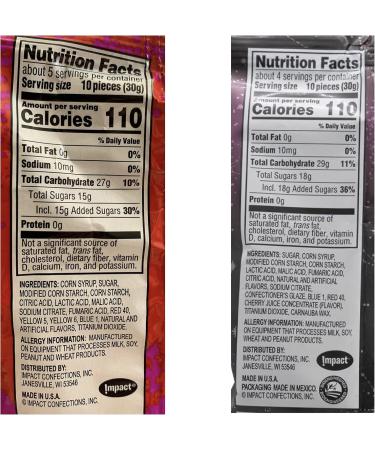 Nutrition Facts
about 5 servings per container
Serving size 10 pieces (30g)
Amount per serving
Calories 110
% Daily Value
Total Fat 0g 0%
Sodium 10mg 0%
Total Carbohydrate 27g 10%
Total Sugars 15g
Incl. 15g Added Sugars 30%
Protein 0g
Not a significant source of
saturated fat, trans fat,
cholesterol, dietary fiber, vitamin
D, calcium, iron, and potassium.
INGREDIENTS: CORN SYRUP, SUGAR,
MODIFIED CORN STARCH, CORN STARCH,
CITRIC ACID, LACTIC ACID, MALIC ACID,
SODIUM CITRATE, FUMARIC ACID, RED 40,
YELLOW 5, YELLOW 6, BLUE 1, NATURAL AND
ARTIFICIAL FLAVORS, TITANIUM DIOXIDE.
ALLERGY INFORMATION: MANUFACTURED
ON EQUIPMENT THAT PROCESSES MILK, SOY,
PEANUT AND WHEAT PRODUCTS.
DISTRIBUTED BY:
IMPACT CONFECTIONS, INC.
JANESVILLE, WI 53546
Impact
MADE IN U.S.A.
© IMPACT CONFECTIONS, INC.
Nutrition Facts
about 4 servings per container
Serving size 10 pieces (30g)
Amount per serving
Calories 110
% Daily Value
Total Fat 0g 0%
Sodium 10mg 0%
Total Carbohydrate 29g 11%
Total Sugars 18g
Incl. 18g Added Sugars 36%
Protein 0g
Not a significant source of
saturated fat, trans fat,
cholesterol, dietary fiber, vitamin
D, calcium, iron, and potassium.
INGREDIENTS: SUGAR, CORN SYRUP,
MODIFIED CORN STARCH, CORN STARCH,
LACTIC ACID, MALIC ACID, FUMARIC ACID,
CITRIC ACID, NATURAL AND ARTIFICIAL
FLAVORS, SODIUM CITRATE,
CONFECTIONER'S GLAZE, BLUE 1, RED 40,
CHERRY JUICE CONCENTRATE (FLAVOR),
TITANIUM DIOXIDE, CARNAUBA WAX.
ALLERGY INFORMATION: MANUFACTURED
ON EQUIPMENT THAT PROCESSES MILK, SOY,
WHEAT AND PEANUT PRODUCTS.
DISTRIBUTED BY:
IMPACT CONFECTIONS, INC.
JANESVILLE, WI 53546
Impact
MADE IN U.S.A.
PACKAGING MADE IN MEXICO.
© IMPACT CONFECTIONS, INC.